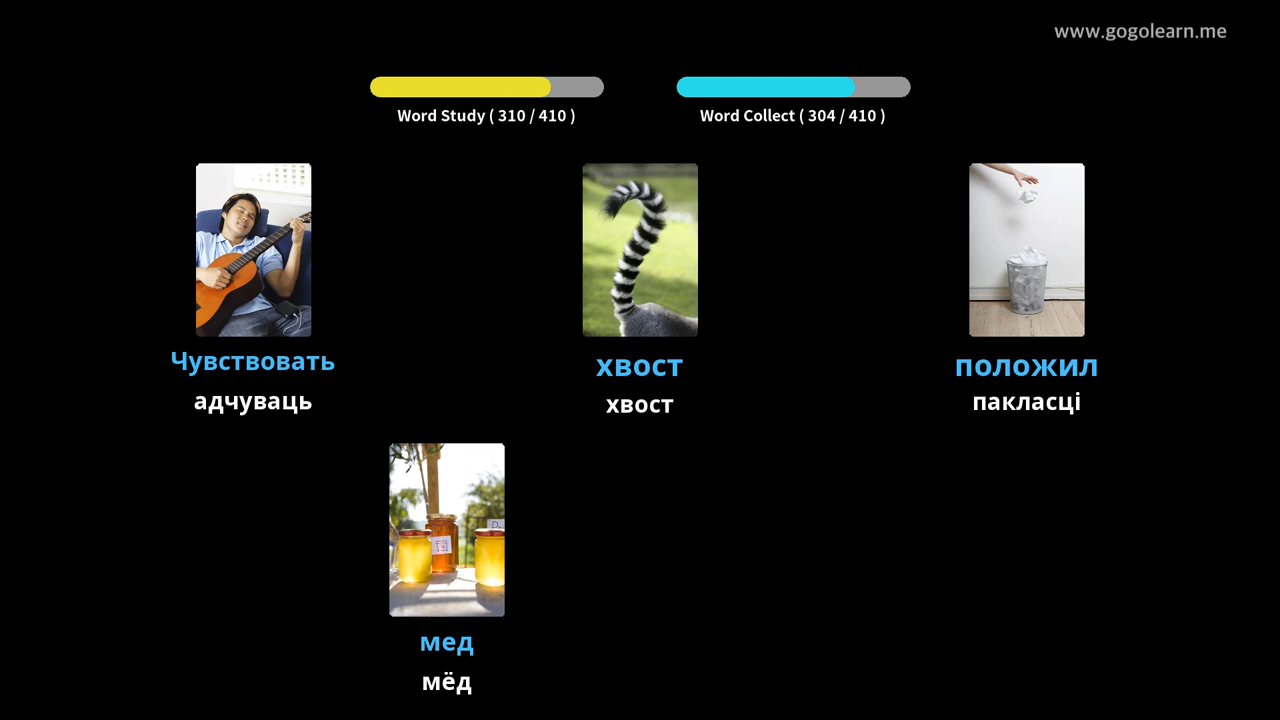 www.gogolearn.me
Word Study ( 310 / 410 )
Word Collect ( 304 / 410 )
Чувствовать
адчуваць
хвост
хвост
положил
пакласці
мед
мёд